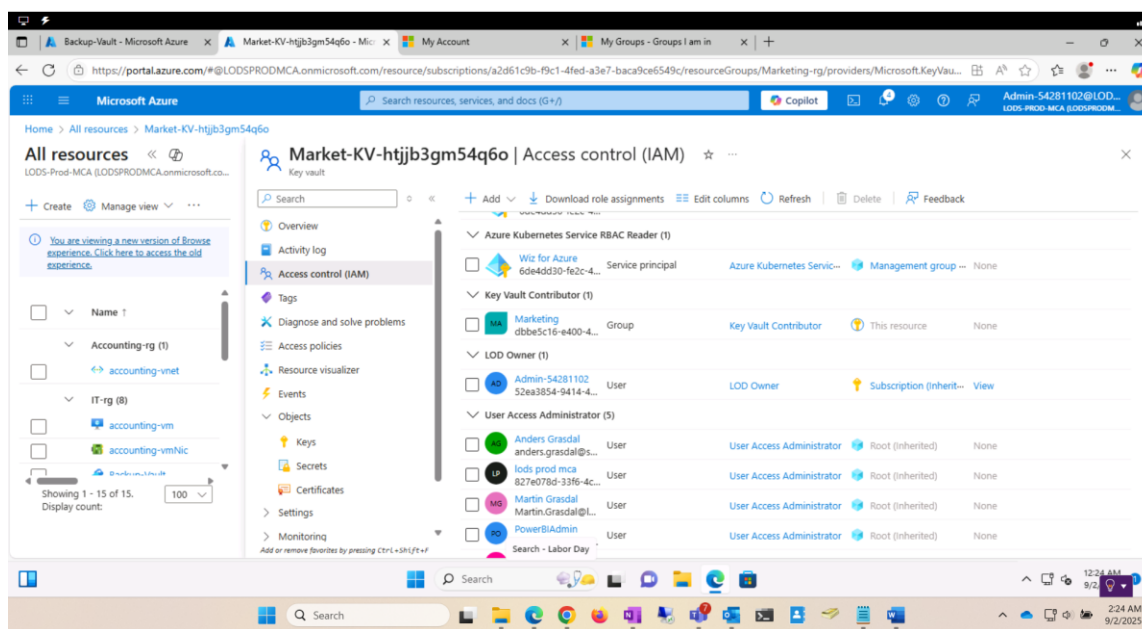 Backup-Vault - Microsoft Azure
Market-KV-htjjb3gm54q6o - Mic
My Account
My Groups - Groups I am in
https://portal.azure.com/#@LODSPRODMCA.onmicrosoft.com/resource/subscriptions/a2d61c9b-f9c1-4fed-a3e7-baca9ce6549c/resourceGroups/Marketing-rg/providers/Microsoft.KeyVau...
Microsoft Azure
Search resources, services, and docs (G+/)
Copilot
4
Admin-54281102@LOD...
LODS-PROD-MCA (LODSPRODM...
Home > All resources > Market-KV-htjjb3gm54q6o
All resources
LODS-Prod-MCA (LODSPRODMCA.onmicrosoft.co...
Create Manage view ...
You are viewing a new version of Browse
experience. Click here to access the old
experience.
Name ↑
Accounting-rg (1)
accounting-vnet
IT-rg (8)
accounting-vm
accounting-vmNic
Backup-Vault
Showing 1 - 15 of 15.
Display count:
100
Market-KV-htjjb3gm54q6o | Access control (IAM)
Key vault
Search
Overview
Activity log
Access control (IAM)
Tags
Diagnose and solve problems
Access policies
Resource visualizer
Events
Objects
Keys
Secrets
Certificates
Settings
Monitoring
Add or remove favorites by pressing Ctrl+Shift+F
Add Download role assignments Edit columns Refresh Delete Feedback
Azure Kubernetes Service RBAC Reader (1)
Wiz for Azure
6de4dd30-fe2c-4...
Service principal
Azure Kubernetes Servic...
Management group ...
None
Key Vault Contributor (1)
MA
Marketing
dbbe5c16-e400-4...
Group
Key Vault Contributor
This resource
None
LOD Owner (1)
AD
Admin-54281102
52ea3854-9414-4...
User
LOD Owner
Subscription (Inherit...
View
User Access Administrator (5)
AG
Anders Grasdal
anders.grasdal@s...
User
User Access Administrator
Root (Inherited)
None
LP
lods prod mca
827e078d-33f6-4c...
User
User Access Administrator
Root (Inherited)
None
MG
Martin Grasdal
Martin.Grasdal@l...
User
User Access Administrator
Root (Inherited)
None
PO
PowerBIAdmin
User
User Access Administrator
Root (Inherited)
None
Search - Labor Day
Search
12:24 AM
9/2/
Search
2:24 AM
9/2/2025